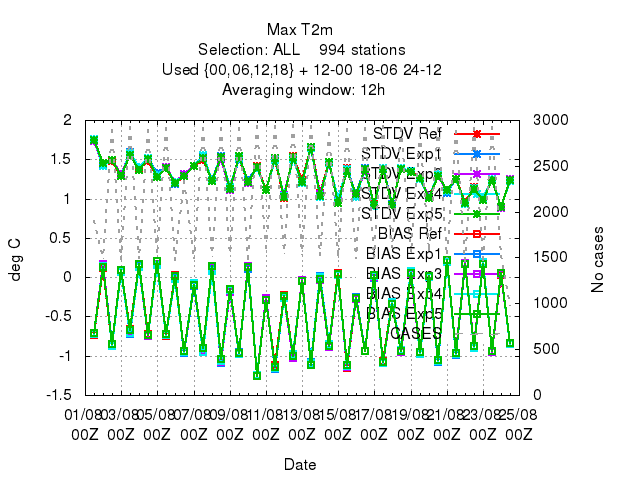 Max T2m
Selection: ALL    994 stations
Used {00,06,12,18} + 12-00 18-06 24-12
Averaging window: 12h
2
1.5
1
0.5
0
-0.5
-1
-1.5
deg C
3000
2500
2000
1500
1000
500
0
No cases
STDV Ref
STDV Exp1
STDV Exp3
STDV Exp4
STDV Exp5
BIAS Ref
BIAS Exp1
BIAS Exp3
BIAS Exp4
BIAS Exp5
CASES
01/08 03/08 05/08 07/08 09/08 11/08 13/08 15/08 17/08 19/08 21/08 23/08 25/08
00Z 00Z 00Z 00Z 00Z 00Z 00Z 00Z 00Z 00Z 00Z 00Z 00Z
Date